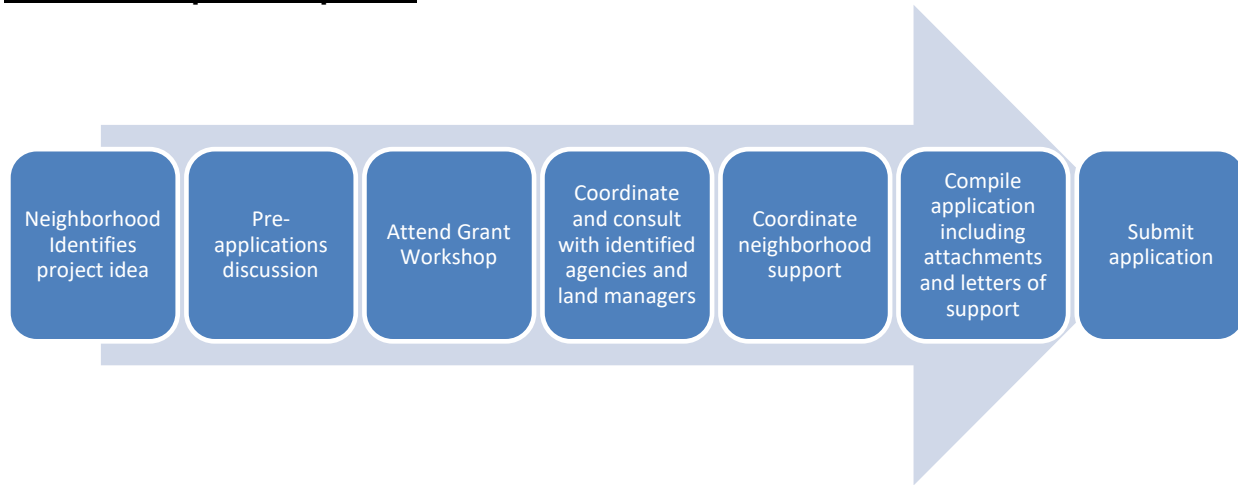 Neighborhood
Identifies
project idea
Pre-
applications
discussion
Attend Grant
Workshop
Coordinate
and consult
with identified
agencies and
land managers
Coordinate
neighborhood
support
Compile
application
including
attachments
and letters of
support
Submit
application